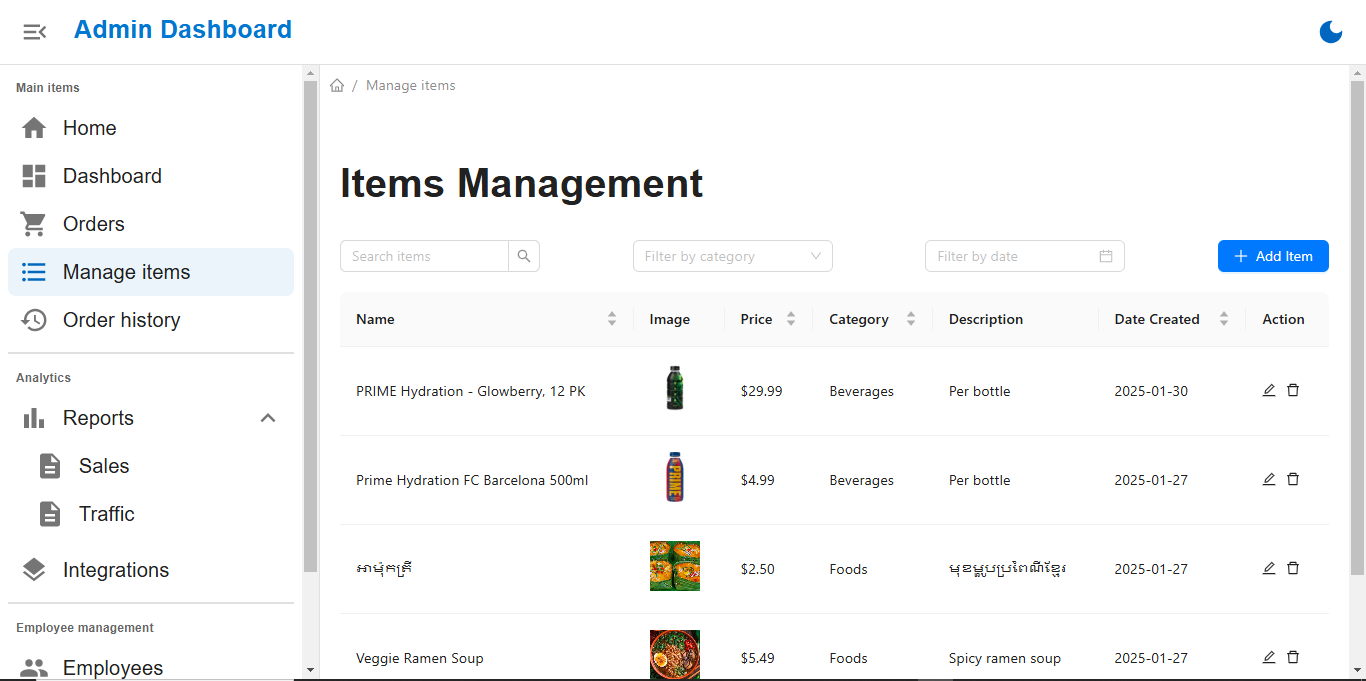 Admin Dashboard
Main items
Home
Dashboard
Orders
Manage items
Order history
Analytics
Reports
Sales
Traffic
Integrations
Employee management
Employees
/ Manage items
Items Management
Search items
Filter by category
Filter by date
+ Add Item
Name Image Price Category Description Date Created Action
PRIME Hydration - Glowberry, 12 PK $29.99 Beverages Per bottle 2025-01-30
Prime Hydration FC Barcelona 500ml PRIME $4.99 Beverages Per bottle 2025-01-27
អាម៉ុកត្រី $2.50 Foods មុខម្ហូបប្រពៃណីខ្មែរ 2025-01-27
Veggie Ramen Soup $5.49 Foods Spicy ramen soup 2025-01-27